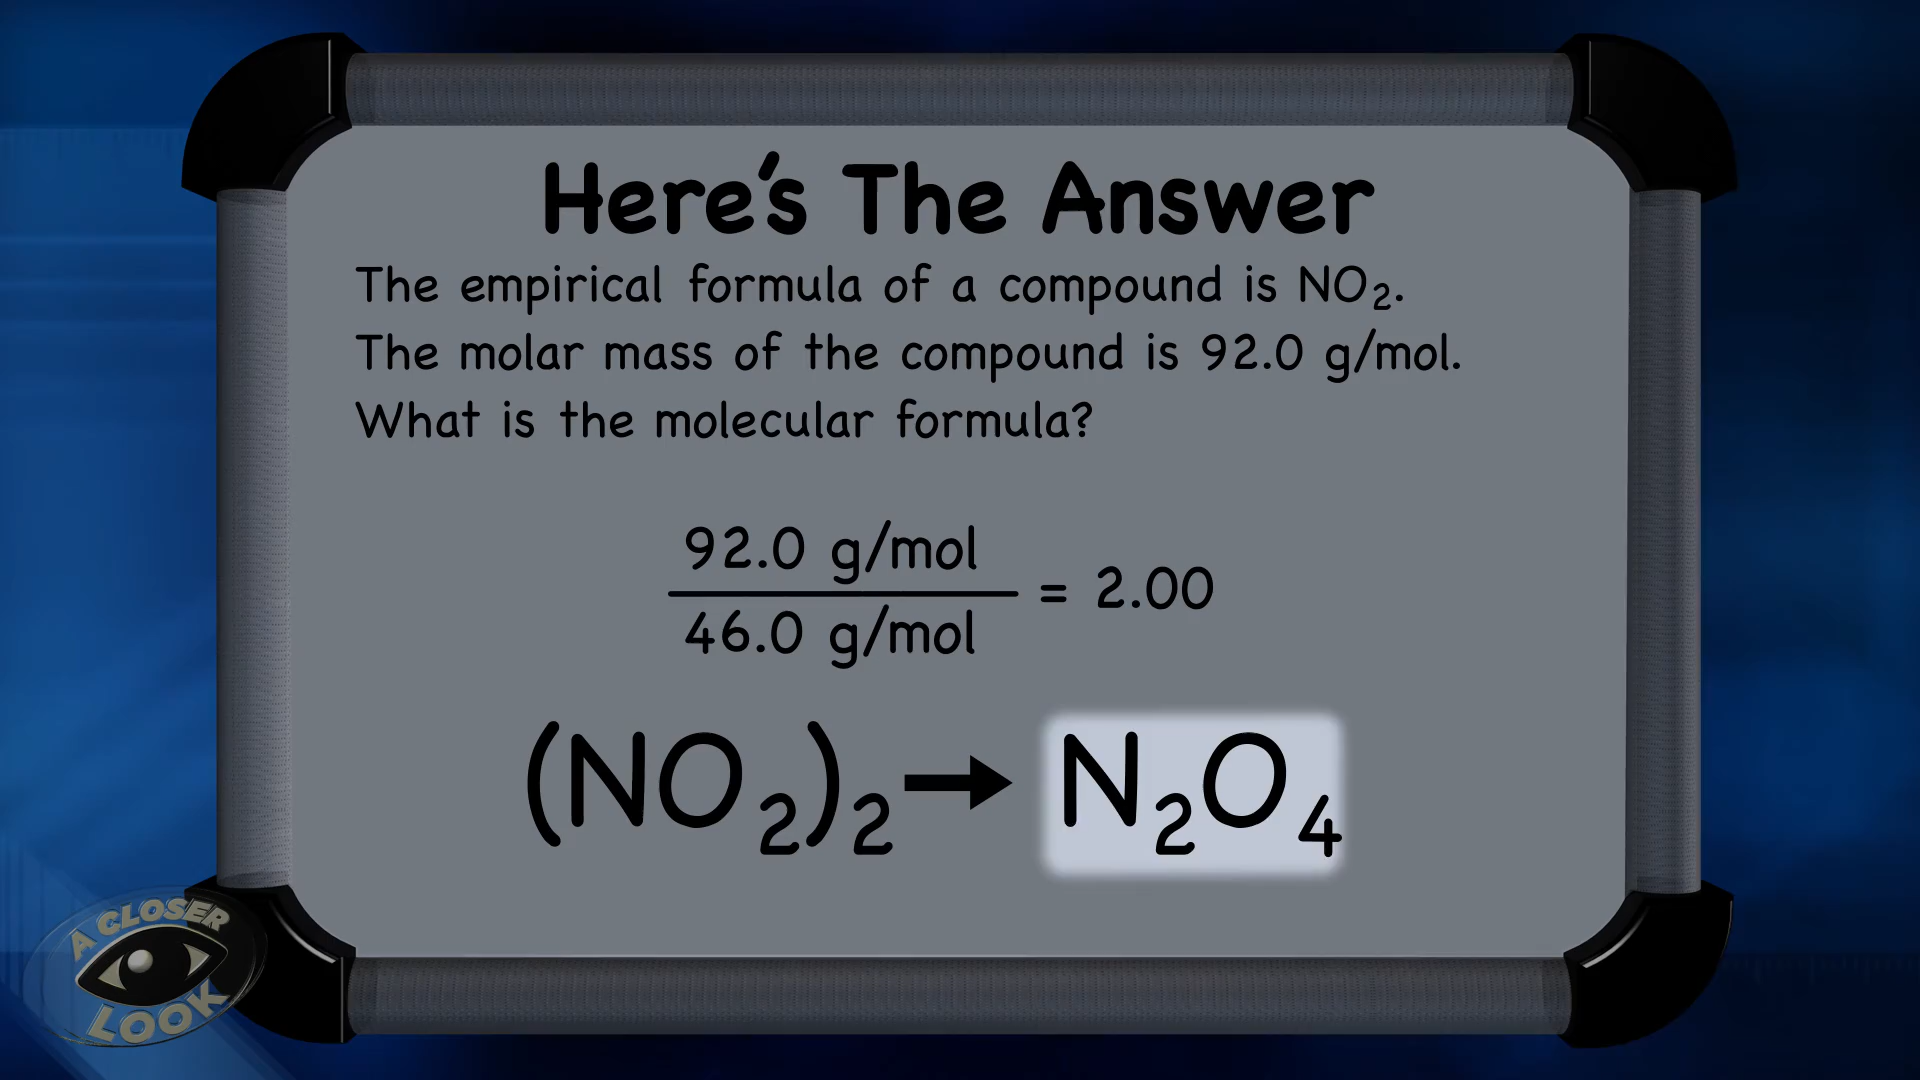 Here's The Answer
The empirical formula of a compound is NO₂.
The molar mass of the compound is 92.0 g/mol.
What is the molecular formula?
92.0 g/mol
46.0 g/mol
= 2.00
(NO₂)₂ → N₂O₄
A CLOSER
LOOK